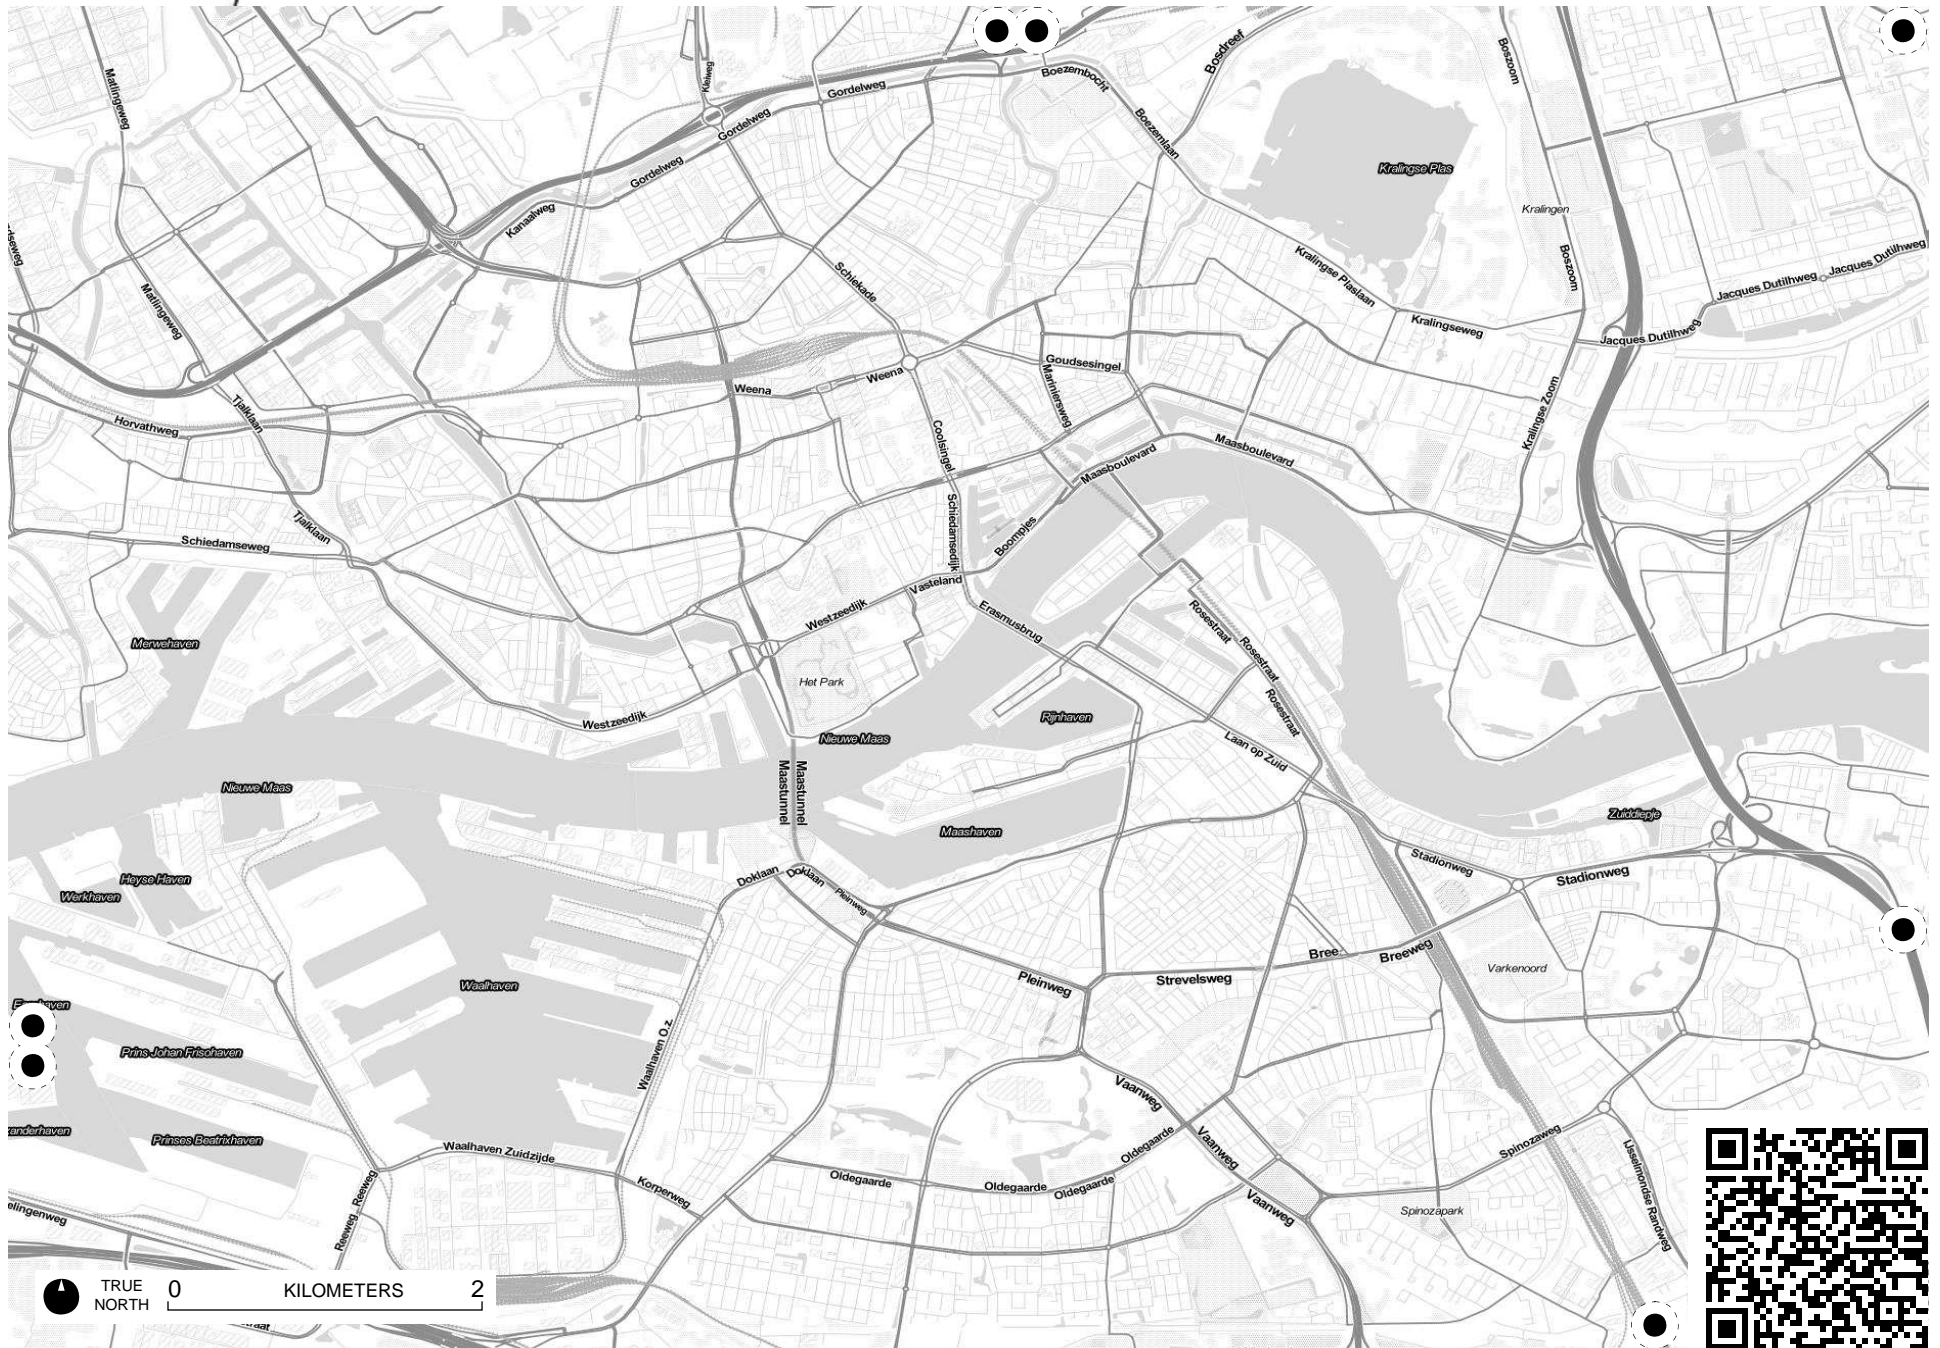 Matlingeweg
Kleiweg
Gordelweg
Boezembocht
Bosdreef
Boszoom
Gordelweg
Boezemlaan
Gordelweg
Kralingse Plas
Kanaalweg
Kralingen
Matlingeweg
Schiekade
Kralingse Plaslaan
Boszoom
Jacques Dutilhweg
Jacques Dutilhweg
Kralingseweg
Jacques Dutilhweg
Goudsesingel
Weena
Weena
Mariniersweg
Tjalklaan
Horvathweg
Coolsingel
Kralingse Zoom
Maasboulevard
Maasboulevard
Schiedamsedijk
Tjalklaan
Schiedamseweg
Boompjes
Vasteland
Westzeedijk
Erasmusbrug
Rosestraat
Merwehaven
Rosestraat
Het Park
Rosestraat
Westzeedijk
Rijnhaven
Nieuwe Maas
Laan op Zuid
Nieuwe Maas
Maastunnel
Maastunnel
Zuiddiepje
Maashaven
Stadionweg
Stadionweg
Heyse Haven
Doklaan
Doklaan
Werkhaven
Pleinweg
Bree
Breeweg
Varkenoord
Waalhaven
Pleinweg
Strevelsweg
Prins Johan Frisohaven
Waalhaven O.z.
Vaanweg
Prinses Beatrixhaven
Waalhaven Zuidzijde
Oldegaarde
Vaanweg
Spinozaweg
Oldegaarde
Oldegaarde
Oldegaarde
Korperweg
Reeweg
Vaanweg
Spinozapark
IJsselmondse Randweg
elingenweg
Reeweg
TRUE
NORTH
0 KILOMETERS 2